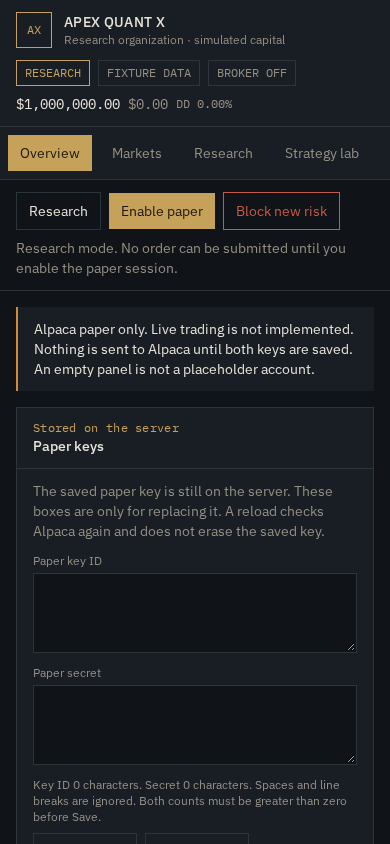 AX
APEX QUANT X
Research organization · simulated capital
RESEARCH
FIXTURE DATA
BROKER OFF
$1,000,000.00 $0.00 DD 0.00%
Overview
Markets
Research
Strategy lab
Research
Enable paper
Block new risk
Research mode. No order can be submitted until you
enable the paper session.
Alpaca paper only. Live trading is not implemented.
Nothing is sent to Alpaca until both keys are saved.
An empty panel is not a placeholder account.
Stored on the server
Paper keys
The saved paper key is still on the server. These
boxes are only for replacing it. A reload checks
Alpaca again and does not erase the saved key.
Paper key ID
Paper secret
Key ID 0 characters. Secret 0 characters. Spaces and line
breaks are ignored. Both counts must be greater than zero
before Save.